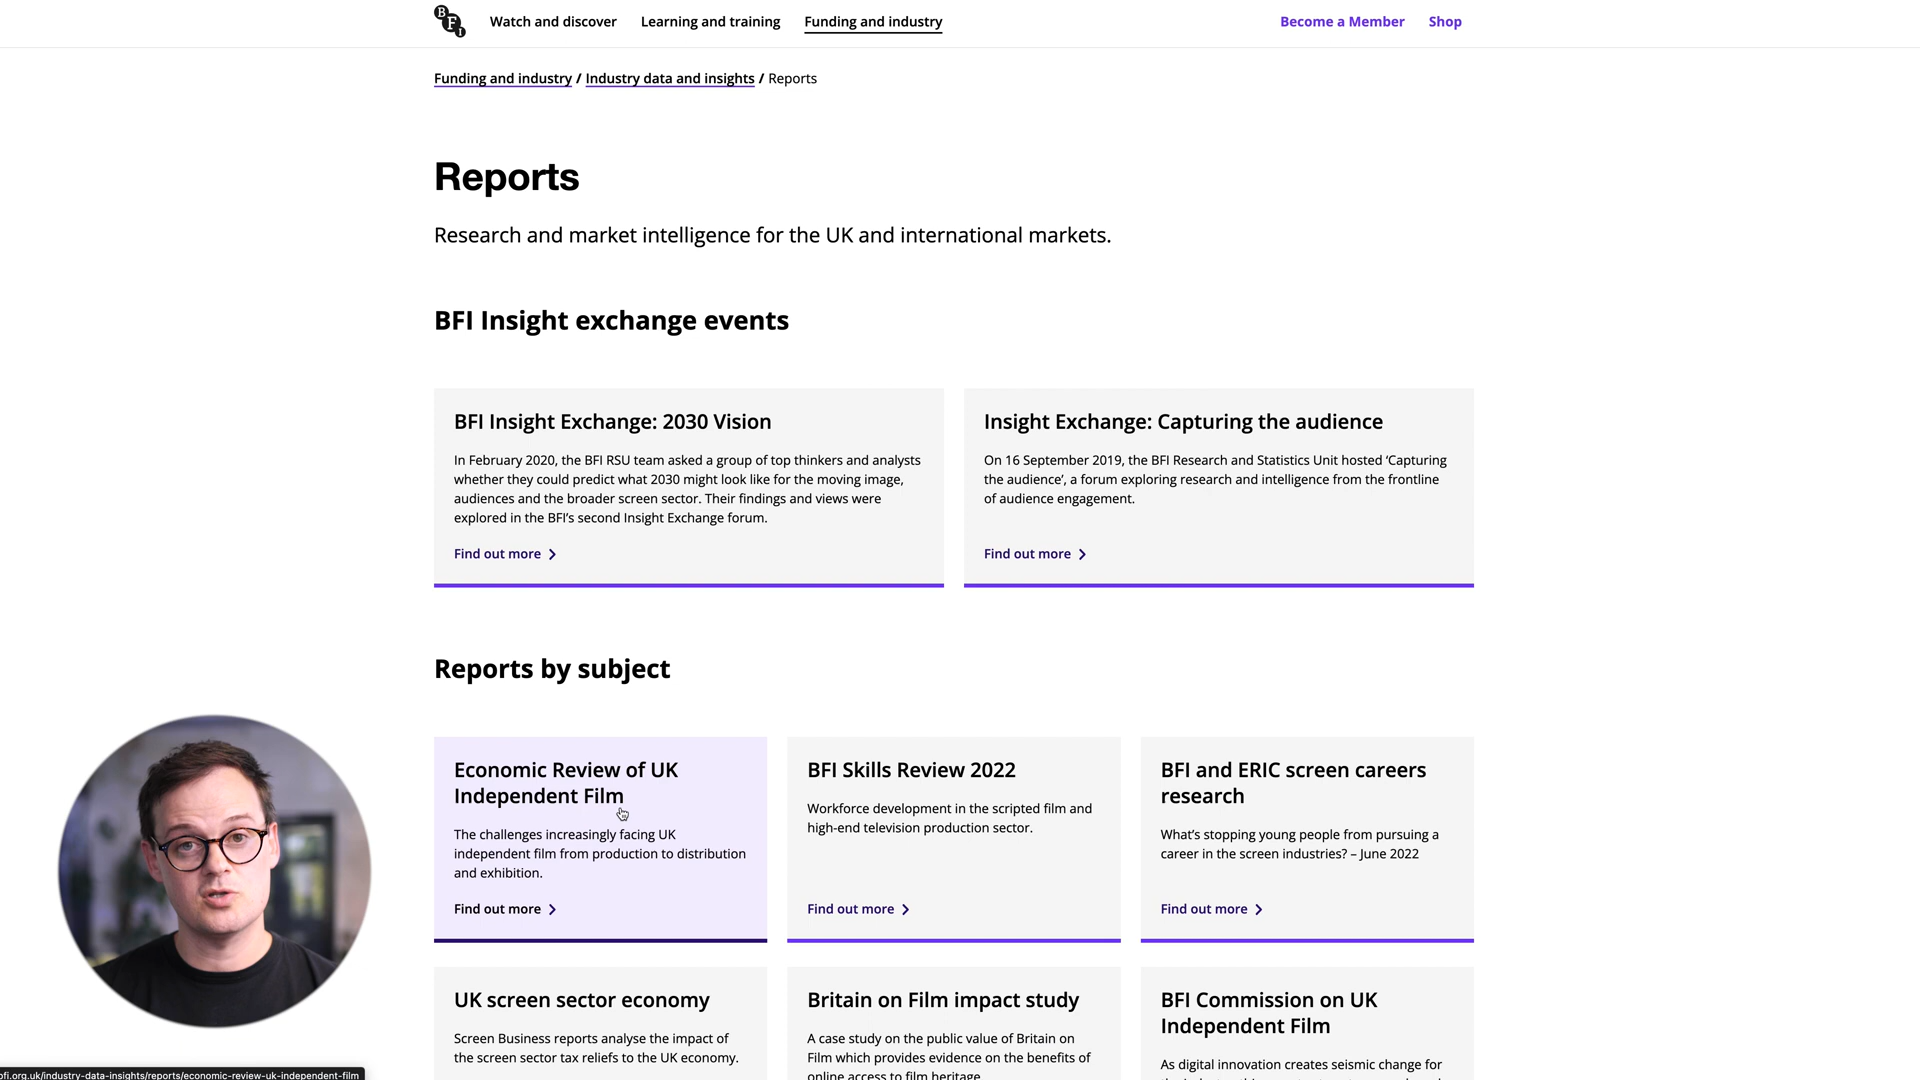 BFI
Watch and discover
Learning and training
Funding and industry
Become a Member
Shop
Funding and industry / Industry data and insights / Reports
Reports
Research and market intelligence for the UK and international markets.
BFI Insight exchange events
BFI Insight Exchange: 2030 Vision
In February 2020, the BFI RSU team asked a group of top thinkers and analysts
whether they could predict what 2030 might look like for the moving image,
audiences and the broader screen sector. Their findings and views were
explored in the BFI’s second Insight Exchange forum.
Find out more
Insight Exchange: Capturing the audience
On 16 September 2019, the BFI Research and Statistics Unit hosted ‘Capturing
the audience’, a forum exploring research and intelligence from the frontline
of audience engagement.
Find out more
Reports by subject
Economic Review of UK
Independent Film
The challenges increasingly facing UK
independent film from production to distribution
and exhibition.
Find out more
BFI Skills Review 2022
Workforce development in the scripted film and
high-end television production sector.
Find out more
BFI and ERIC screen careers
research
What’s stopping young people from pursuing a
career in the screen industries? – June 2022
Find out more
UK screen sector economy
Screen Business reports analyse the impact of
the screen sector tax reliefs to the UK economy.
Britain on Film impact study
A case study on the public value of Britain on
Film which provides evidence on the benefits of
online access to film heritage
BFI Commission on UK
Independent Film
As digital innovation creates seismic change for
bfi.org.uk/industry-data-insights/reports/economic-review-uk-independent-film